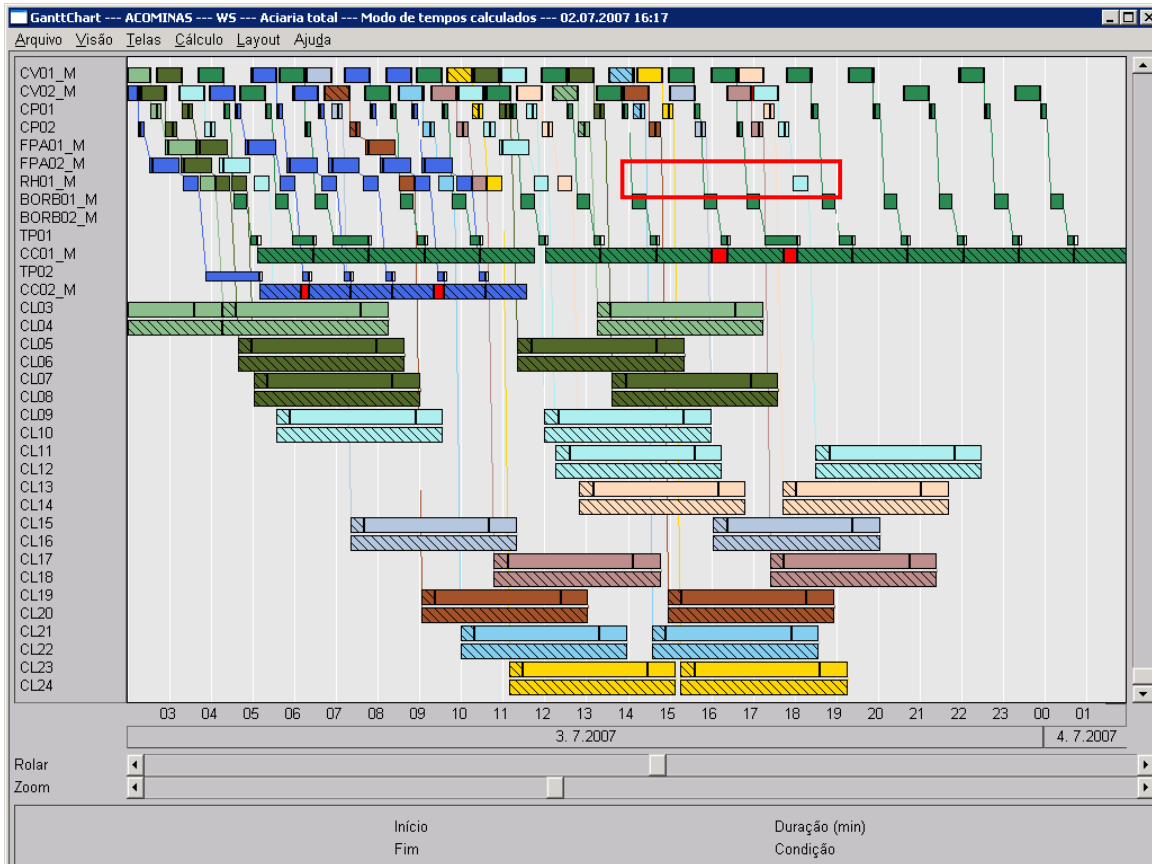 GanttChart --- ACOMINAS --- WS --- Aciaria total --- Modo de tempos calculados --- 02.07.2007 16:17
Arquivo Visão Telas Cálculo Layout Ajuda
CV01_M
CV02_M
CP01
CP02
FPA01_M
FPA02_M
RH01_M
BORB01_M
BORB02_M
TP01
CC01_M
TP02
CC02_M
CL03
CL04
CL05
CL06
CL07
CL08
CL09
CL10
CL11
CL12
CL13
CL14
CL15
CL16
CL17
CL18
CL19
CL20
CL21
CL22
CL23
CL24
03 04 05 06 07 08 09 10 11 12 13 14 15 16 17 18 19 20 21 22 23 00 01
3. 7.2007 4. 7.2007
Rolar
Zoom
Início Duração (min)
Fim Condição